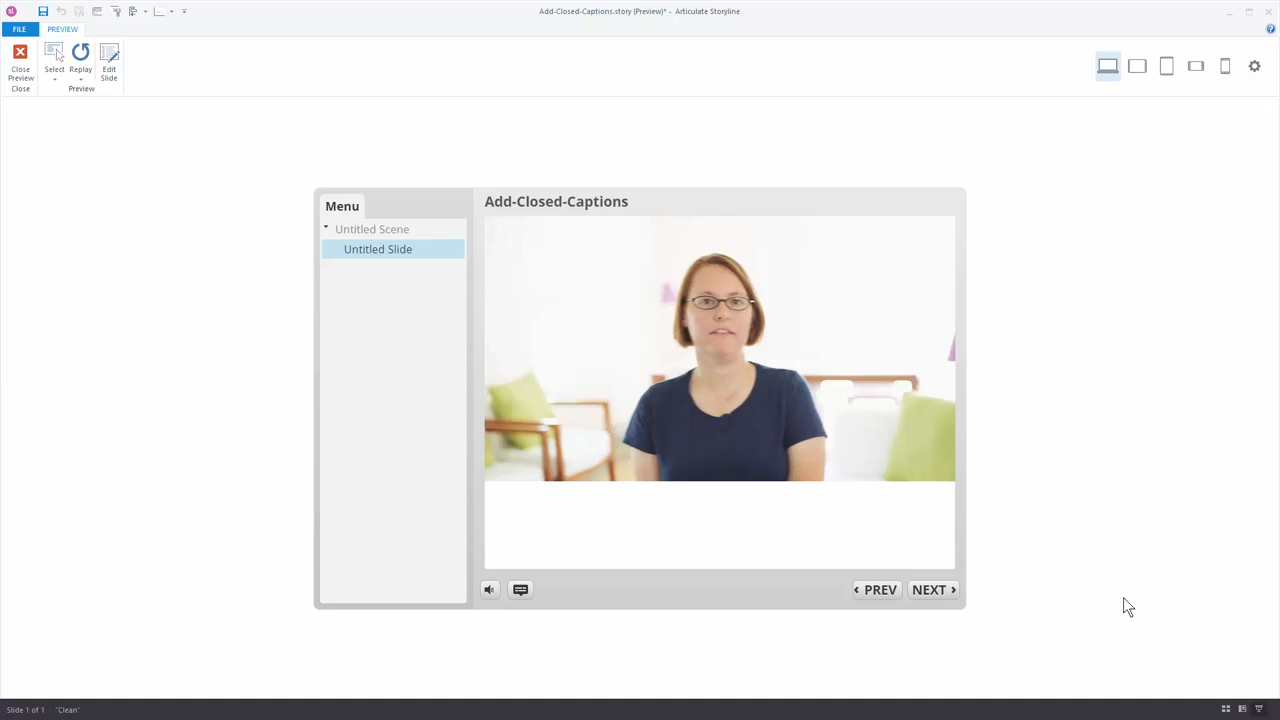 sl
Add-Closed-Captions.story (Preview)* - Articulate Storyline
FILE
PREVIEW
Close
Preview
Select
Replay
Edit
Slide
Close
Preview
Menu
Untitled Scene
Untitled Slide
Add-Closed-Captions
PREV
NEXT
Slide 1 of 1
"Clean"